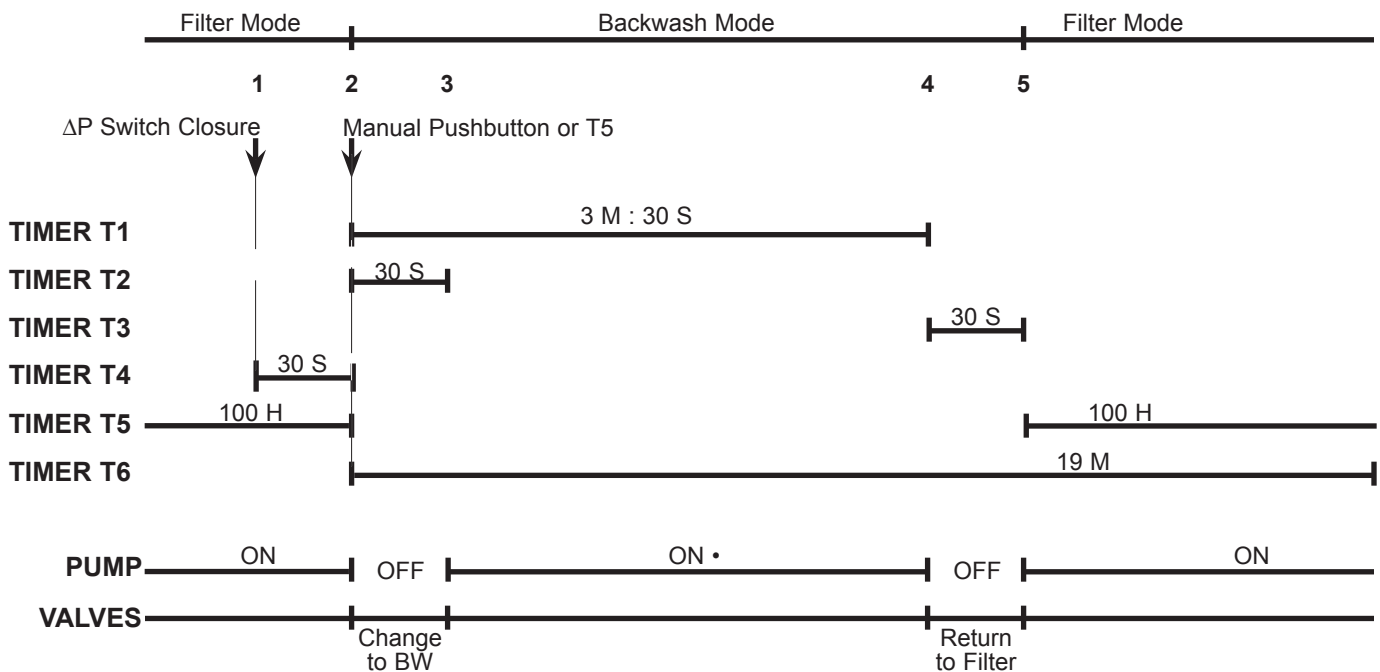 Filter Mode Backwash Mode Filter Mode
1 2 3 4 5
ΔP Switch Closure Manual Pushbutton or T5
TIMER T1 3 M : 30 S
TIMER T2 30 S
TIMER T3 30 S
TIMER T4 30 S
TIMER T5 100 H 100 H
TIMER T6 19 M
PUMP ON OFF ON • OFF ON
VALVES
Change Return
to BW to Filter